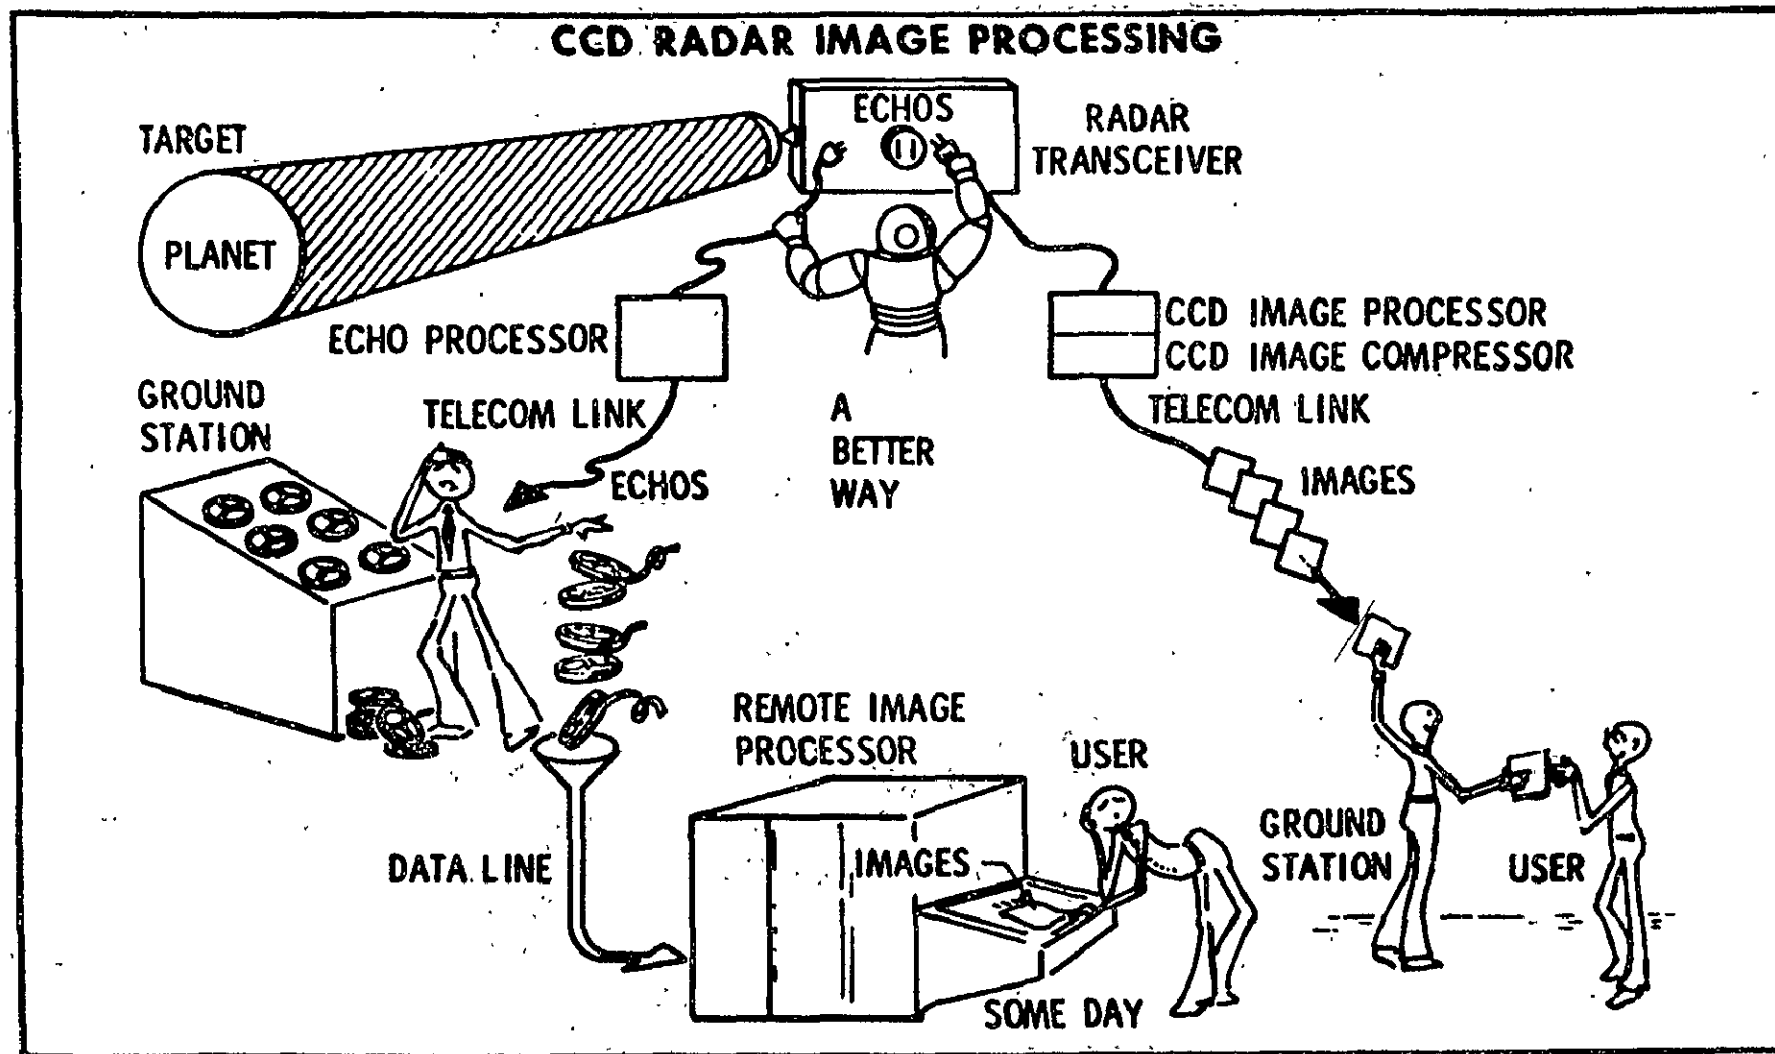 CCD RADAR IMAGE PROCESSING
TARGET
PLANET
ECHOS
RADAR
TRANSCEIVER
ECHO PROCESSOR
CCD IMAGE PROCESSOR
CCD IMAGE COMPRESSOR
GROUND
STATION
TELECOM LINK
A
BETTER
WAY
TELECOM LINK
ECHOS
IMAGES
REMOTE IMAGE
PROCESSOR
USER
DATA LINE
IMAGES
GROUND
STATION
USER
SOME DAY